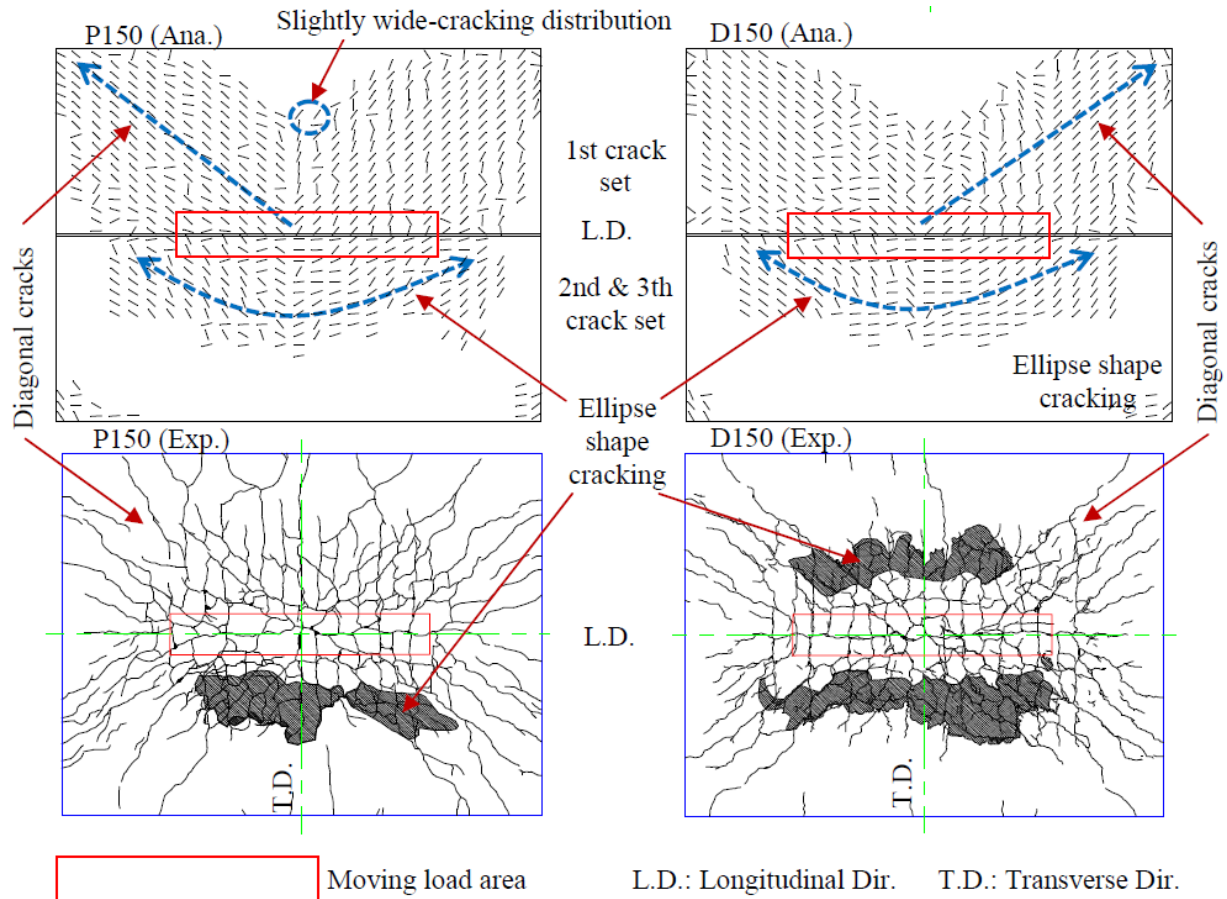 Slightly wide-cracking distribution
P150 (Ana.)
D150 (Ana.)
1st crack
set
L.D.
2nd & 3th
crack set
Diagonal cracks
Diagonal cracks
Ellipse shape
cracking
Ellipse
shape
cracking
P150 (Exp.)
D150 (Exp.)
L.D.
T.D.
T.D.
Moving load area
L.D.: Longitudinal Dir.
T.D.: Transverse Dir.